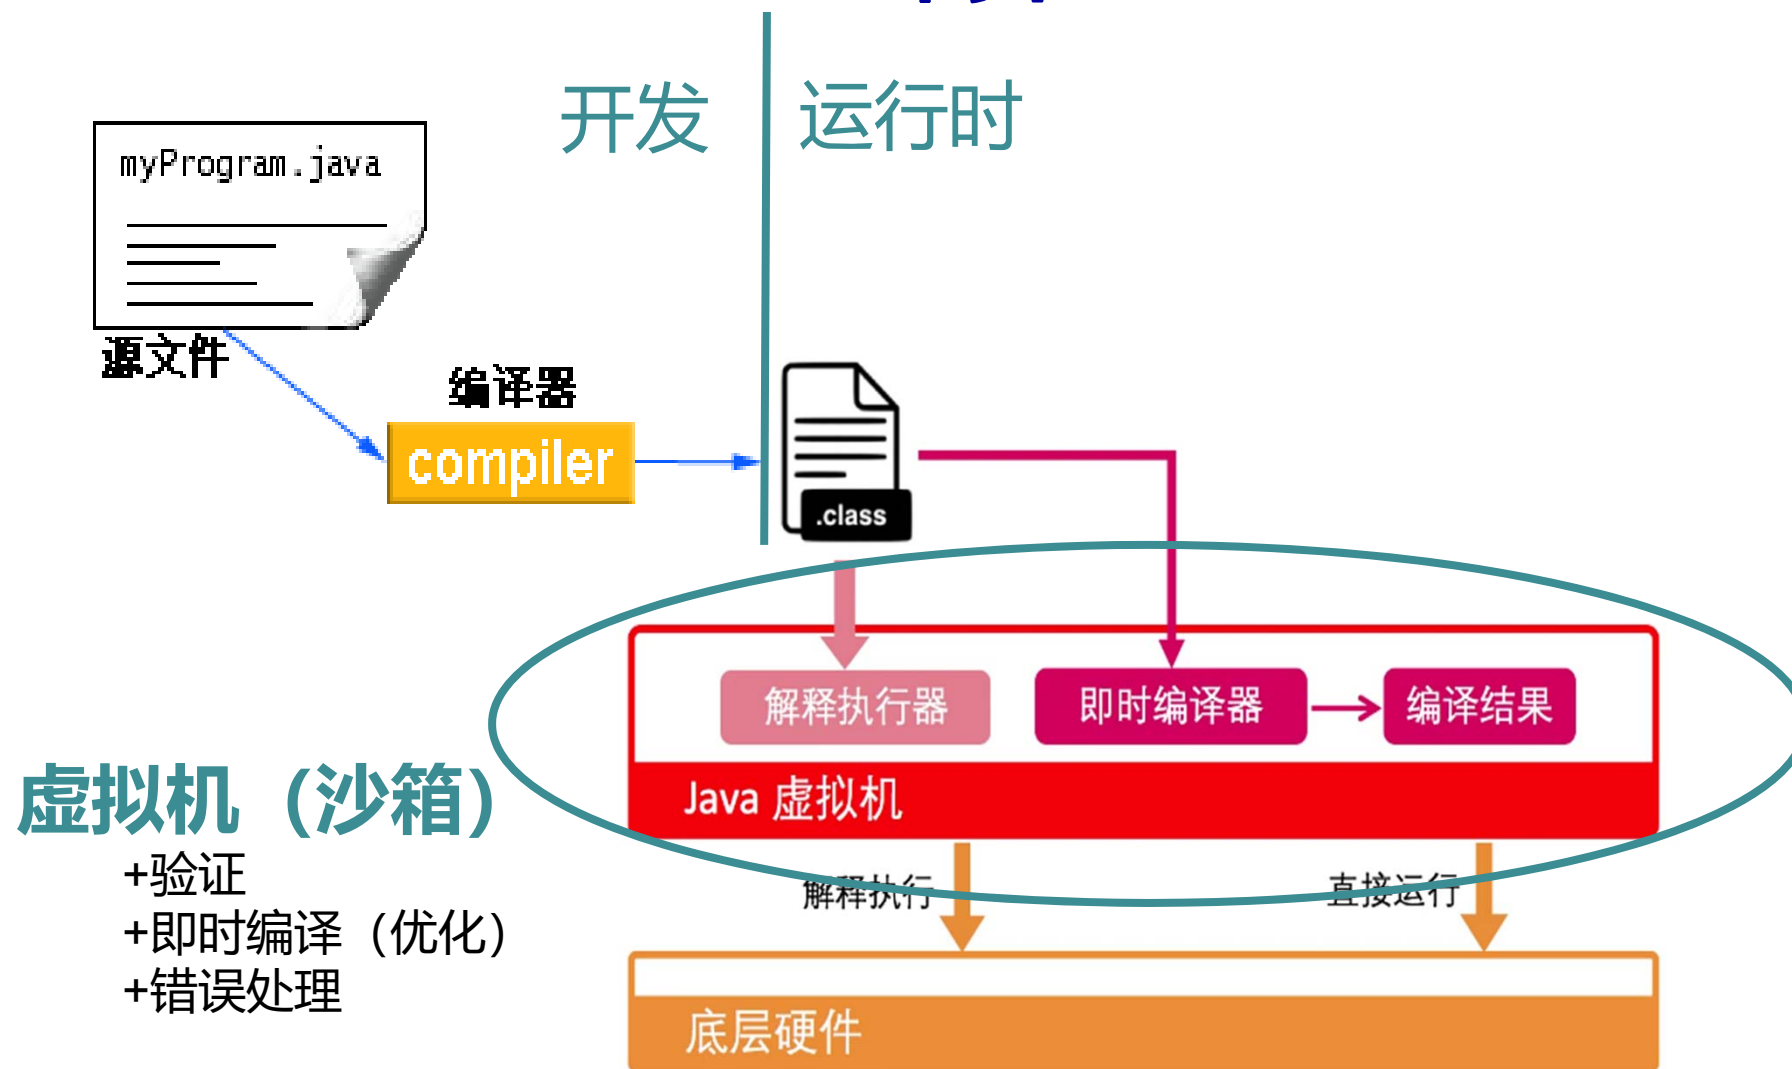 开发
运行时
myProgram.java
源文件
编译器
compiler
.class
解释执行器
即时编译器
编译结果
Java 虚拟机
虚拟机（沙箱）
+验证
+即时编译（优化）
+错误处理
解释执行
直接运行
底层硬件